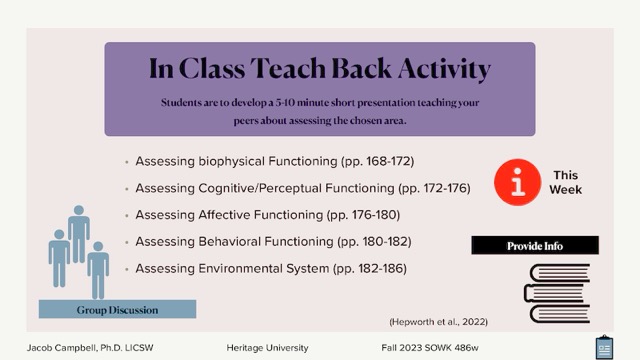 In Class Teach Back Activity
Students are to develop a 5-10 minute short presentation teaching your
peers about assessing the chosen area.
Assessing biophysical Functioning (pp. 168-172)
Assessing Cognitive/Perceptual Functioning (pp. 172-176)
Assessing Affective Functioning (pp. 176-180)
Assessing Behavioral Functioning (pp. 180-182)
Assessing Environmental System (pp. 182-186)
This
Week
Provide Info
Group Discussion
(Hepworth et al., 2022)
Jacob Campbell, Ph.D. LICSW
Heritage University
Fall 2023 SOWK 486w